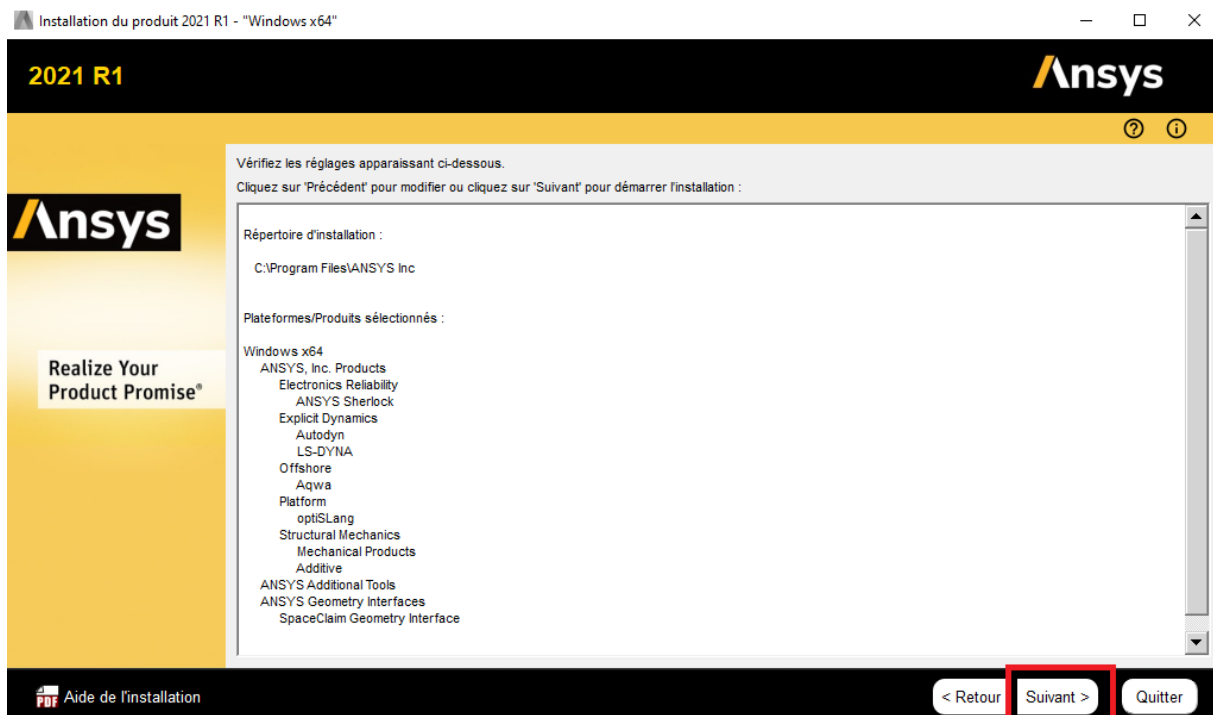 Installation du produit 2021 R1 - "Windows x64"
2021 R1
Ansys
Vérifiez les réglages apparaissant ci-dessous.
Cliquez sur 'Précédent' pour modifier ou cliquez sur 'Suivant' pour démarrer l'installation :
Ansys
Realize Your
Product Promise®
Répertoire d'installation :
C:\Program Files\ANSYS Inc
Plateformes/Produits sélectionnés :
Windows x64
ANSYS, Inc. Products
Electronics Reliability
ANSYS Sherlock
Explicit Dynamics
Autodyn
LS-DYNA
Offshore
Aqwa
Platform
optiSLang
Structural Mechanics
Mechanical Products
Additive
ANSYS Additional Tools
ANSYS Geometry Interfaces
SpaceClaim Geometry Interface
PDF Aide de l'installation
< Retour
Suivant >
Quitter